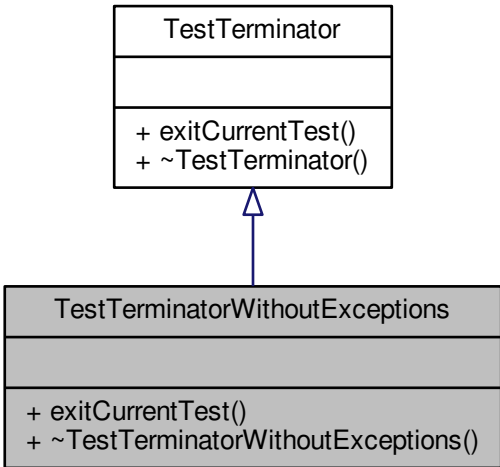 TestTerminator
+ exitCurrentTest()
+ ~TestTerminator()
TestTerminatorWithoutExceptions
+ exitCurrentTest()
+ ~TestTerminatorWithoutExceptions()